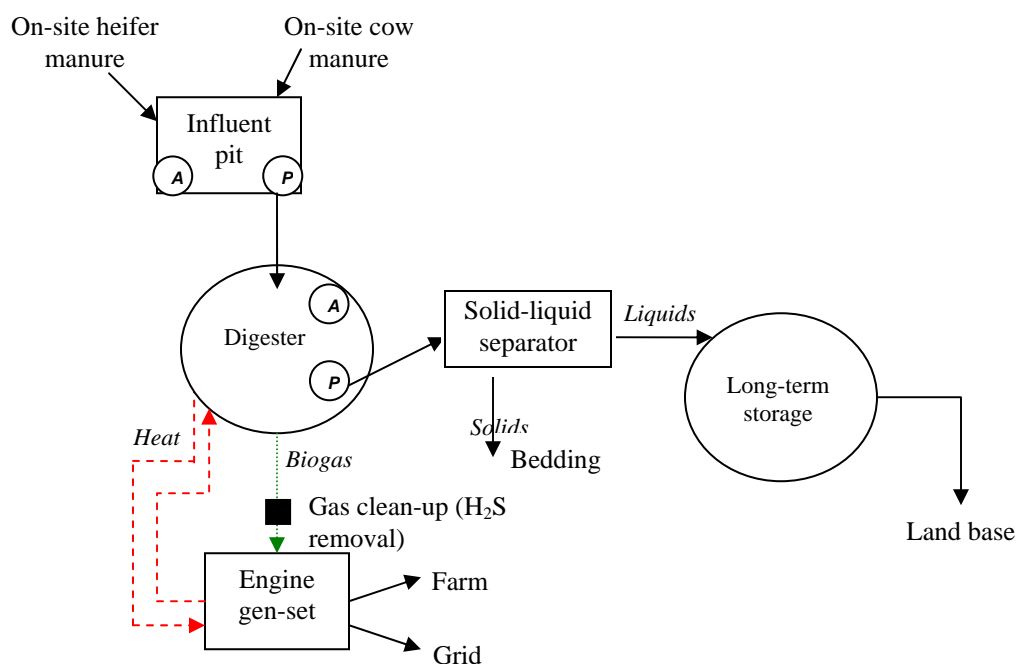 On-site heifer
manure
On-site cow
manure
Influent
pit
A
P
A
Digester
P
Solid-liquid
separator
Liquids
Long-term
storage
Solids
Bedding
Heat
Biogas
Gas clean-up (H₂S
removal)
Land base
Engine
gen-set
Farm
Grid